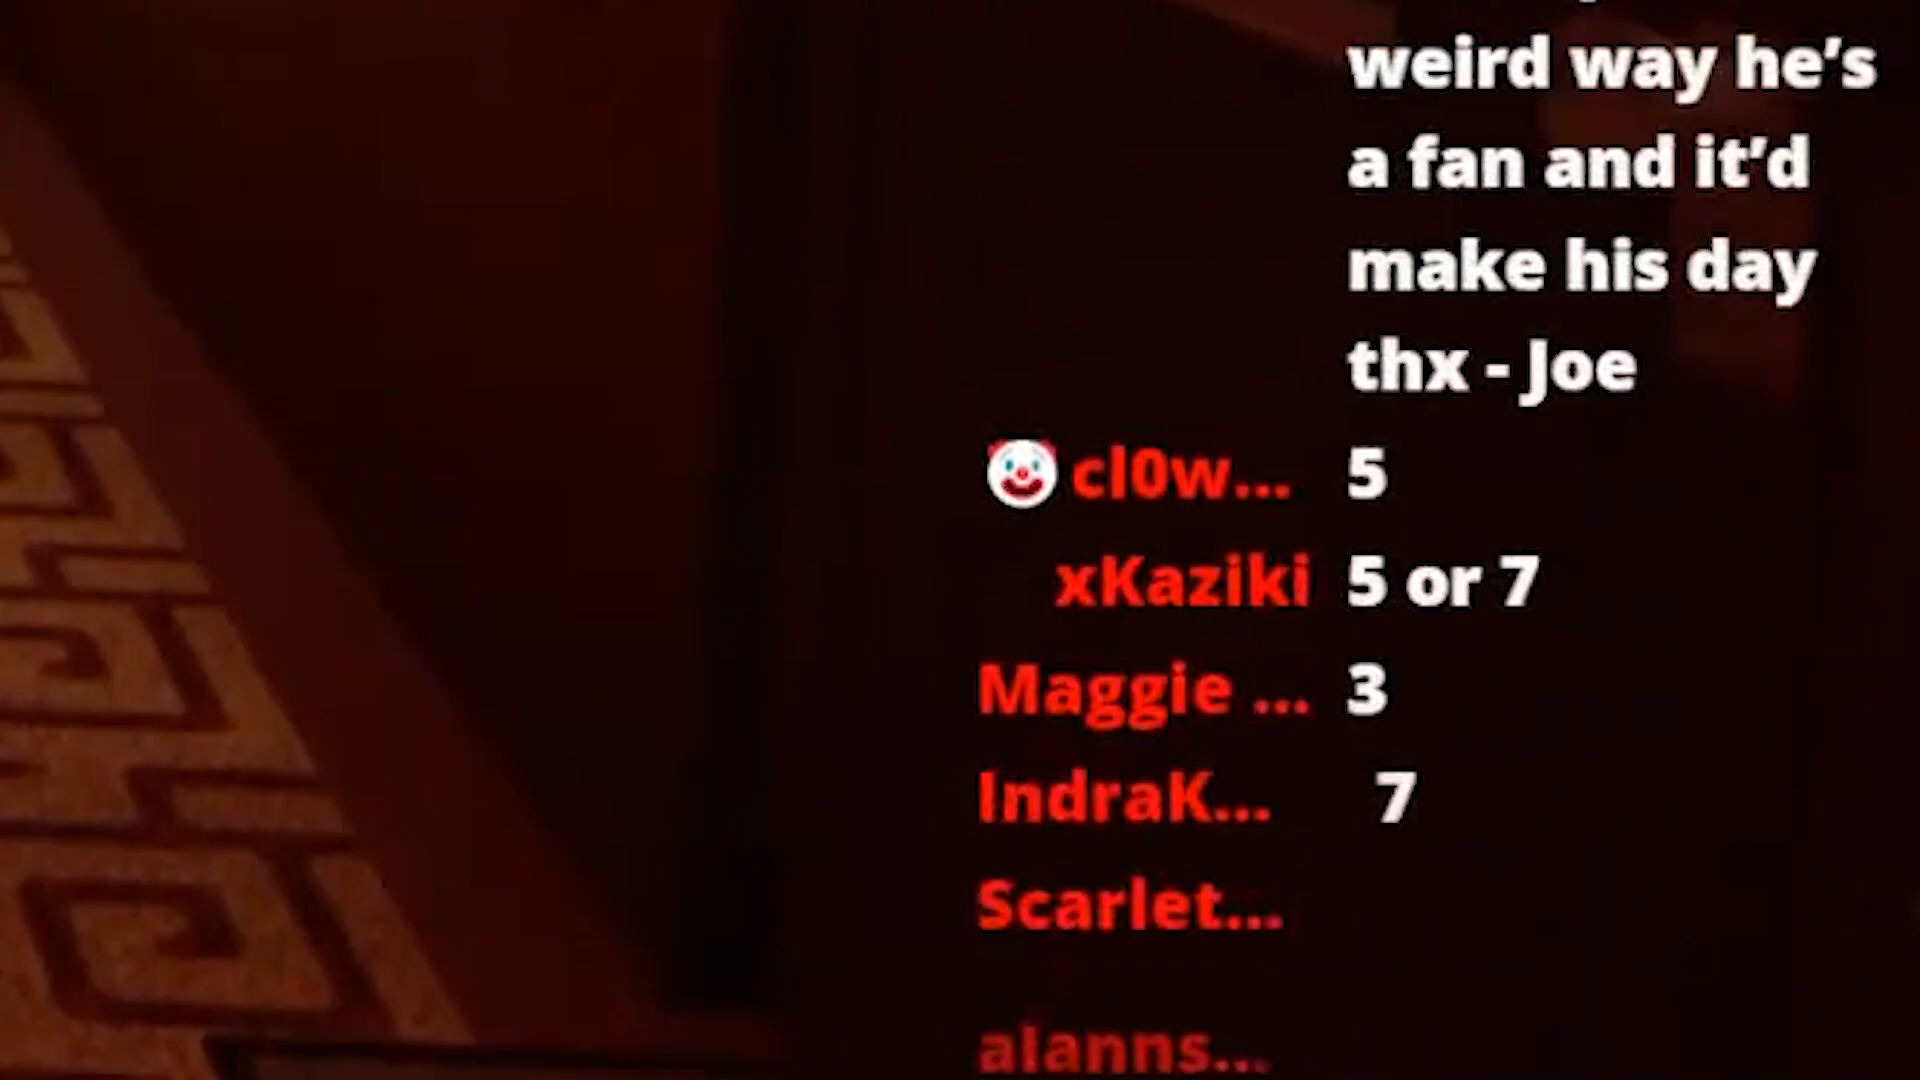 weird way he’s
a fan and it’d
make his day
thx - Joe
🤡 cl0w... 5
xKaziki 5 or 7
Maggie ... 3
IndraK... 7
Scarlet...
alanns...